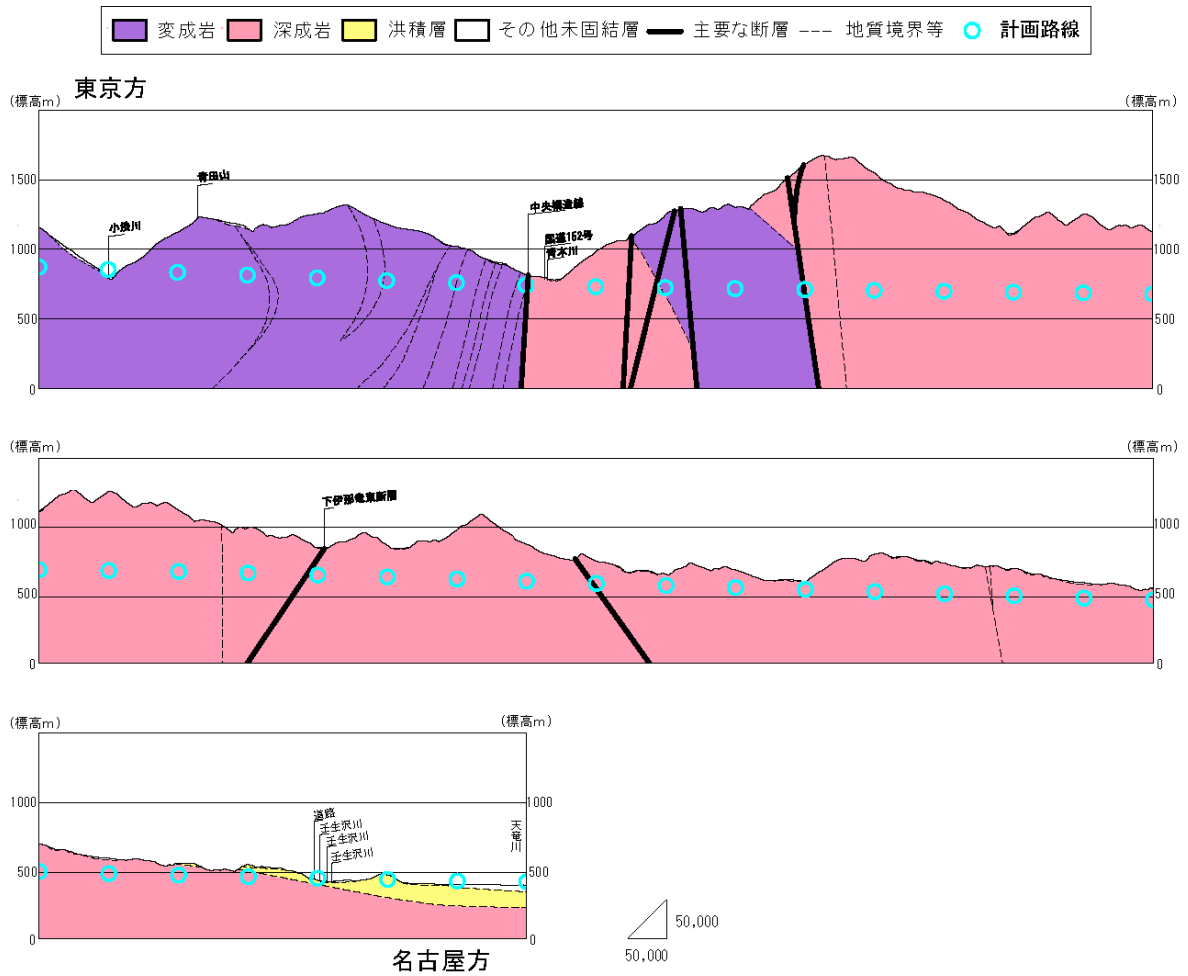 変成岩 深成岩 洪積層 その他未固結層 主要な断層 地質境界等 計画路線
東京方
(標高m) (標高m)
1500 1500
1000 1000
500 500
0 0
小渋川
青田山
中央構造線
国道152号
青木川
(標高m) (標高m)
1000 1000
500 500
0 0
下伊那竜東断層
(標高m) (標高m)
1000 1000
500 500
0 0
道路
壬生沢川
壬生沢川
壬生沢川
天竜川
名古屋方
50,000
50,000